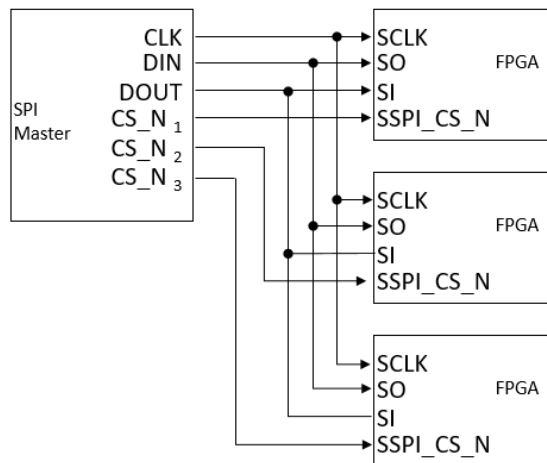 SPI
Master
CLK
DIN
DOUT
CS_N 1
CS_N 2
CS_N 3
SCLK
SO
SI
SSPI_CS_N
FPGA
SCLK
SO
SI
SSPI_CS_N
FPGA
SCLK
SO
SI
SSPI_CS_N
FPGA